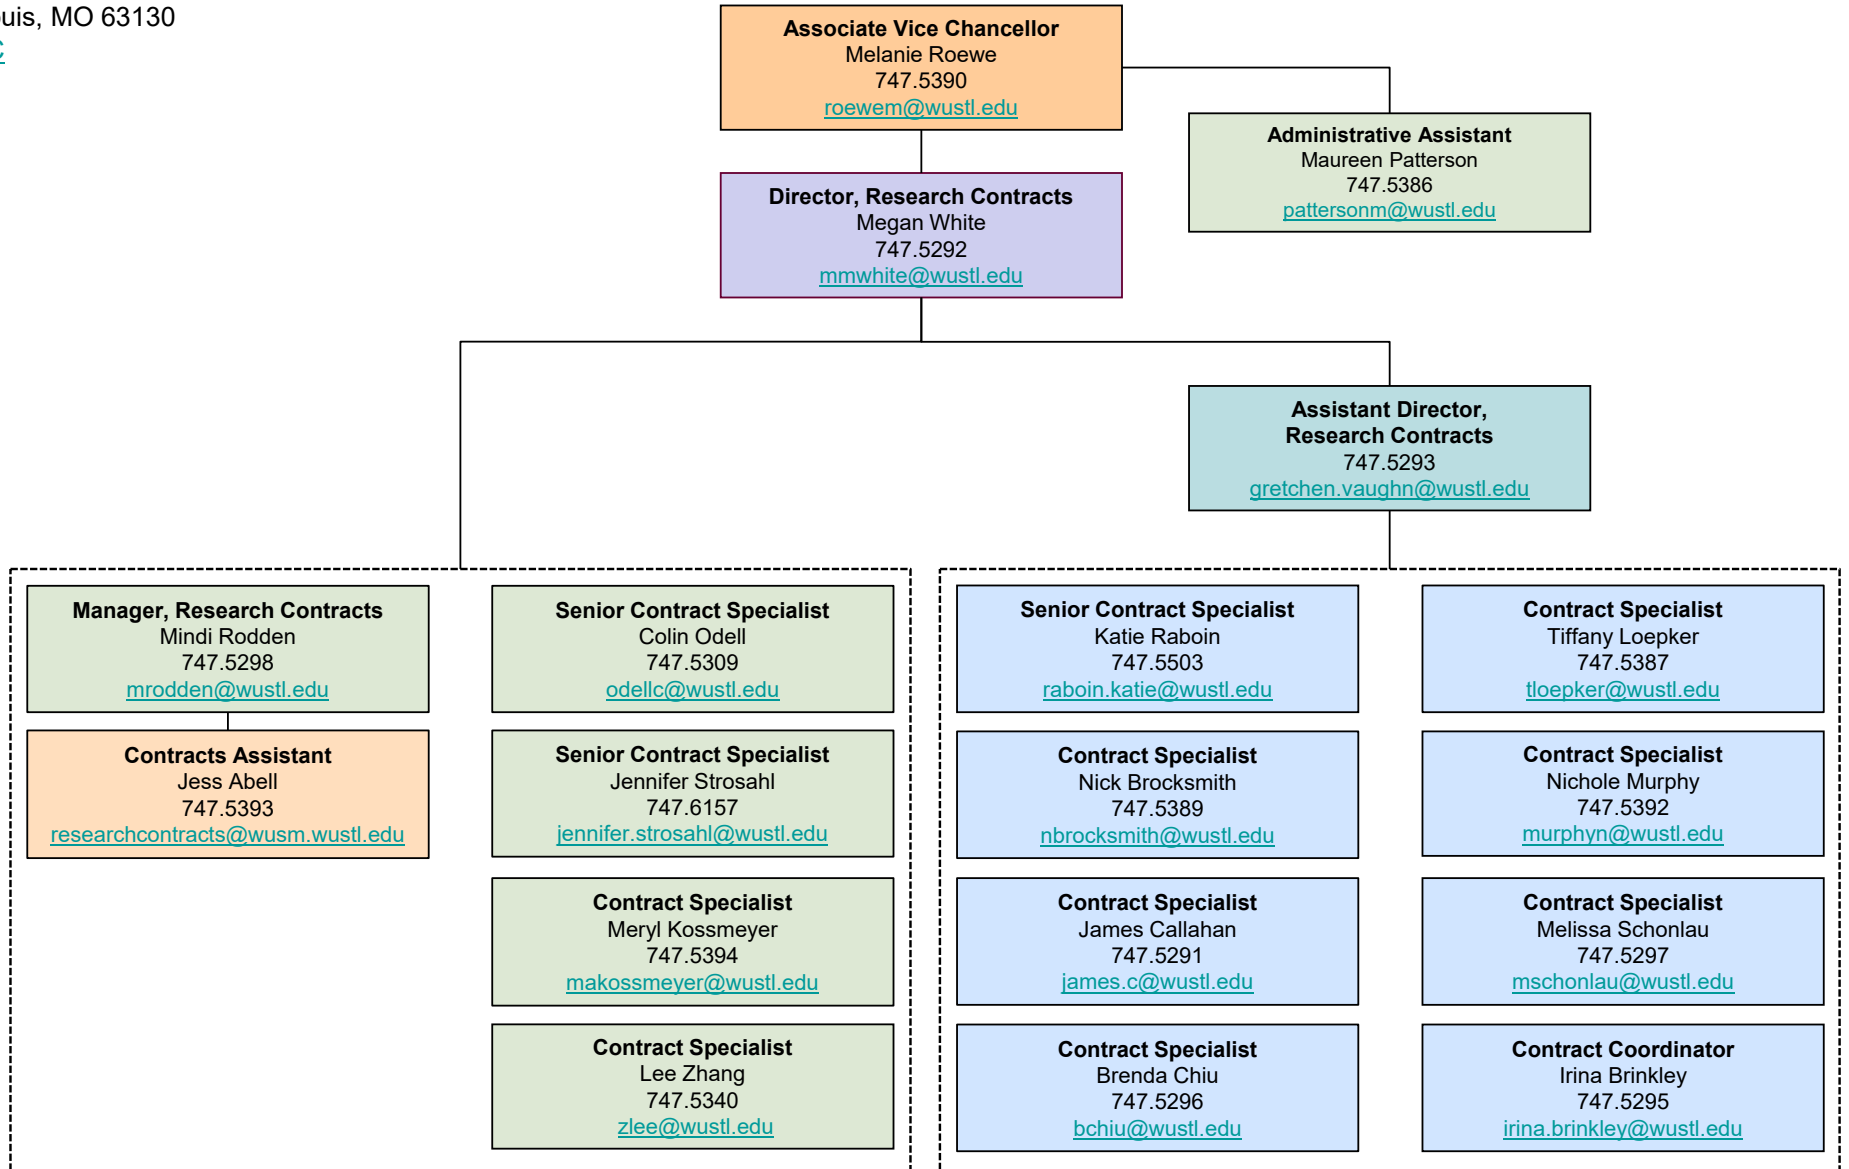 MO 63130
Associate Vice Chancellor
Melanie Roewe
747.5390
roewem@wustl.edu
Administrative Assistant
Maureen Patterson
747.5386
pattersonm@wustl.edu
Director, Research Contracts
Megan White
747.5292
mmwhite@wustl.edu
Assistant Director,
Research Contracts
747.5293
gretchen.vaughn@wustl.edu
Manager, Research Contracts
Mindi Rodden
747.5298
mrodden@wustl.edu
Contracts Assistant
Jess Abell
747.5393
researchcontracts@wusm.wustl.edu
Senior Contract Specialist
Colin Odell
747.5309
odellc@wustl.edu
Senior Contract Specialist
Jennifer Strosahl
747.6157
jennifer.strosahl@wustl.edu
Contract Specialist
Meryl Kossmeyer
747.5394
makossmeyer@wustl.edu
Contract Specialist
Lee Zhang
747.5340
zlee@wustl.edu
Senior Contract Specialist
Katie Raboin
747.5503
raboin.katie@wustl.edu
Contract Specialist
Nick Brocksmith
747.5389
nbrocksmith@wustl.edu
Contract Specialist
James Callahan
747.5291
james.c@wustl.edu
Contract Specialist
Brenda Chiu
747.5296
bchiu@wustl.edu
Contract Specialist
Tiffany Loepker
747.5387
tloepker@wustl.edu
Contract Specialist
Nichole Murphy
747.5392
murphyn@wustl.edu
Contract Specialist
Melissa Schonlau
747.5297
mschonlau@wustl.edu
Contract Coordinator
Irina Brinkley
747.5295
irina.brinkley@wustl.edu